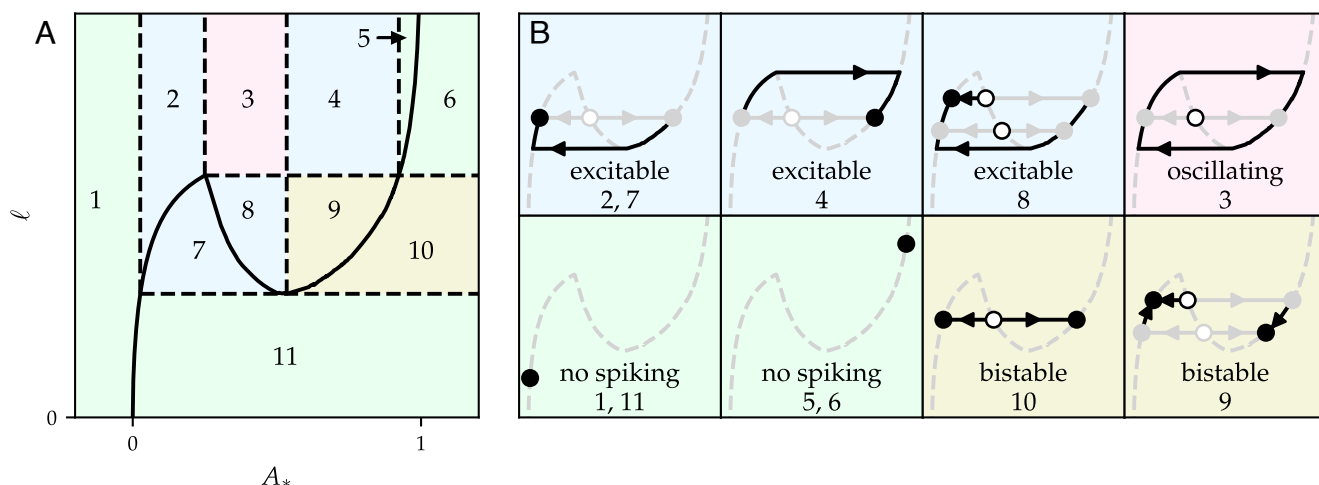 A
5
2
3
4
6
1
8
9
7
10
11
ℓ
0
0
1
A*
B
excitable
2, 7
excitable
4
excitable
8
oscillating
3
no spiking
1, 11
no spiking
5, 6
bistable
10
bistable
9